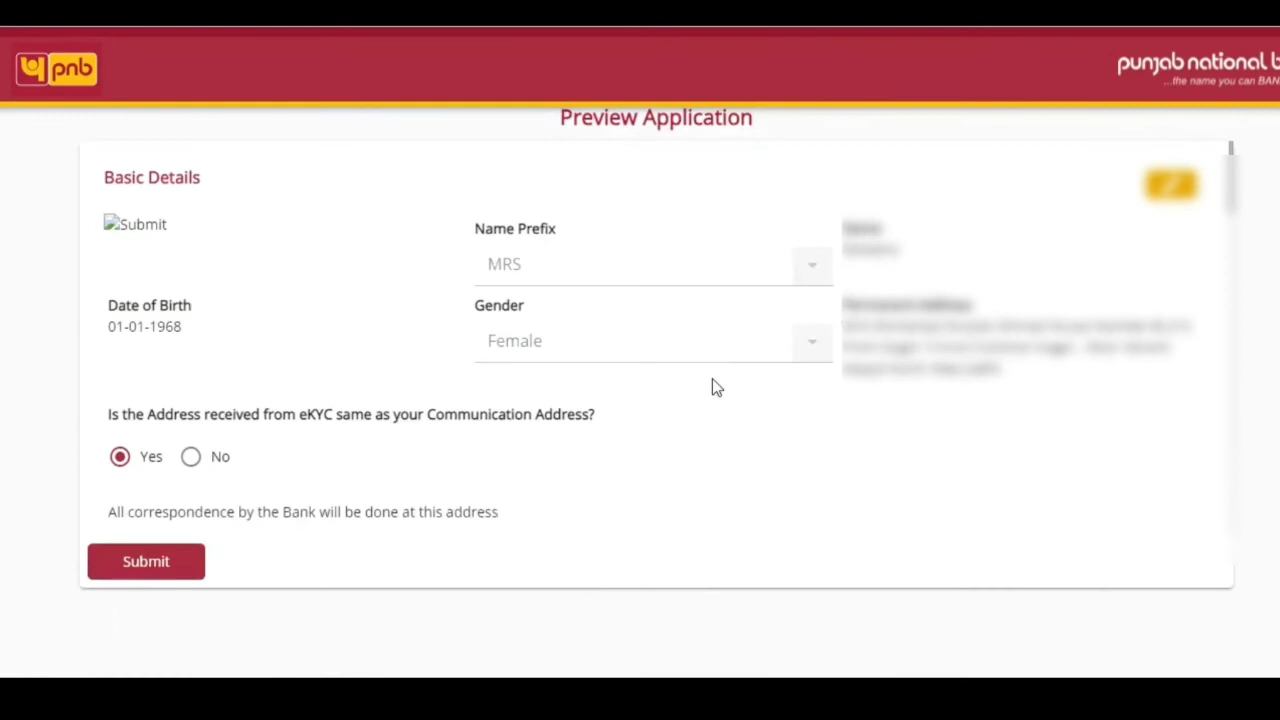 पnb pnb
punjab national b
...the name you can BAN
Preview Application
Basic Details
Submit
Name Prefix
MRS
Date of Birth
01-01-1968
Gender
Female
Is the Address received from eKYC same as your Communication Address?
Yes No
All correspondence by the Bank will be done at this address
Submit